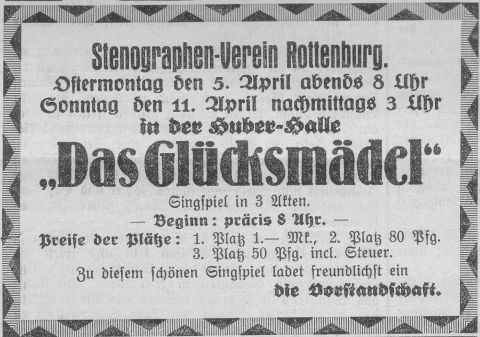 Stenographen-Verein Rottenburg.
Ostermontag den 5. April abends 8 Uhr
Sonntag den 11. April nachmittags 3 Uhr
in der Huber-Halle
„Das Glücksmädel“
Singspiel in 3 Akten.
— Beginn: präcis 8 Uhr. —
Preise der Plätze: 1. Platz 1.— Mk., 2. Platz 80 Pfg.
3. Platz 50 Pfg. incl. Steuer.
Zu diesem schönen Singspiel ladet freundlichst ein
die Vorstandschaft.